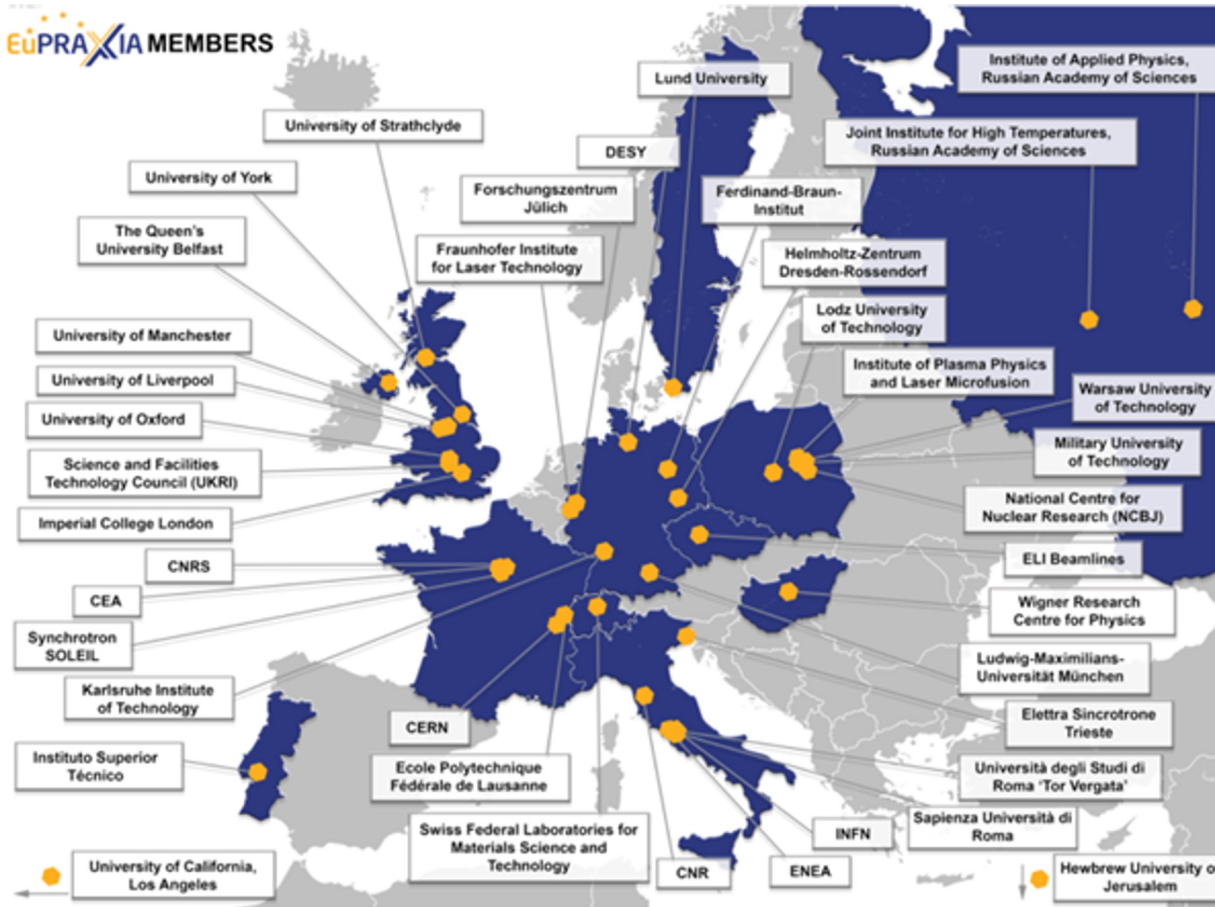 EuPRAXIA MEMBERS
Lund University
Institute of Applied Physics,
Russian Academy of Sciences
University of Strathclyde
DESY
Joint Institute for High Temperatures,
Russian Academy of Sciences
University of York
Forschungszentrum
Jülich
Ferdinand-Braun-
Institut
The Queen's
University Belfast
Fraunhofer Institute
for Laser Technology
Helmholtz-Zentrum
Dresden-Rossendorf
Lodz University
of Technology
University of Manchester
Institute of Plasma Physics
and Laser Microfusion
University of Liverpool
Warsaw University
of Technology
University of Oxford
Military University
of Technology
Science and Facilities
Technology Council (UKRI)
National Centre for
Nuclear Research (NCBJ)
Imperial College London
ELI Beamlines
CNRS
CEA
Wigner Research
Centre for Physics
Synchrotron
SOLEIL
Ludwig-Maximilians-
Universität München
Karlsruhe Institute
of Technology
CERN
Elettra Sincrotrone
Trieste
Instituto Superior
Técnico
Ecole Polytechnique
Fédérale de Lausanne
Università degli Studi di
Roma 'Tor Vergata'
Swiss Federal Laboratories for
Materials Science and
Technology
INFN
Sapienza Università di
Roma
University of California,
Los Angeles
CNR
ENEA
Hewbrew University o
Jerusalem